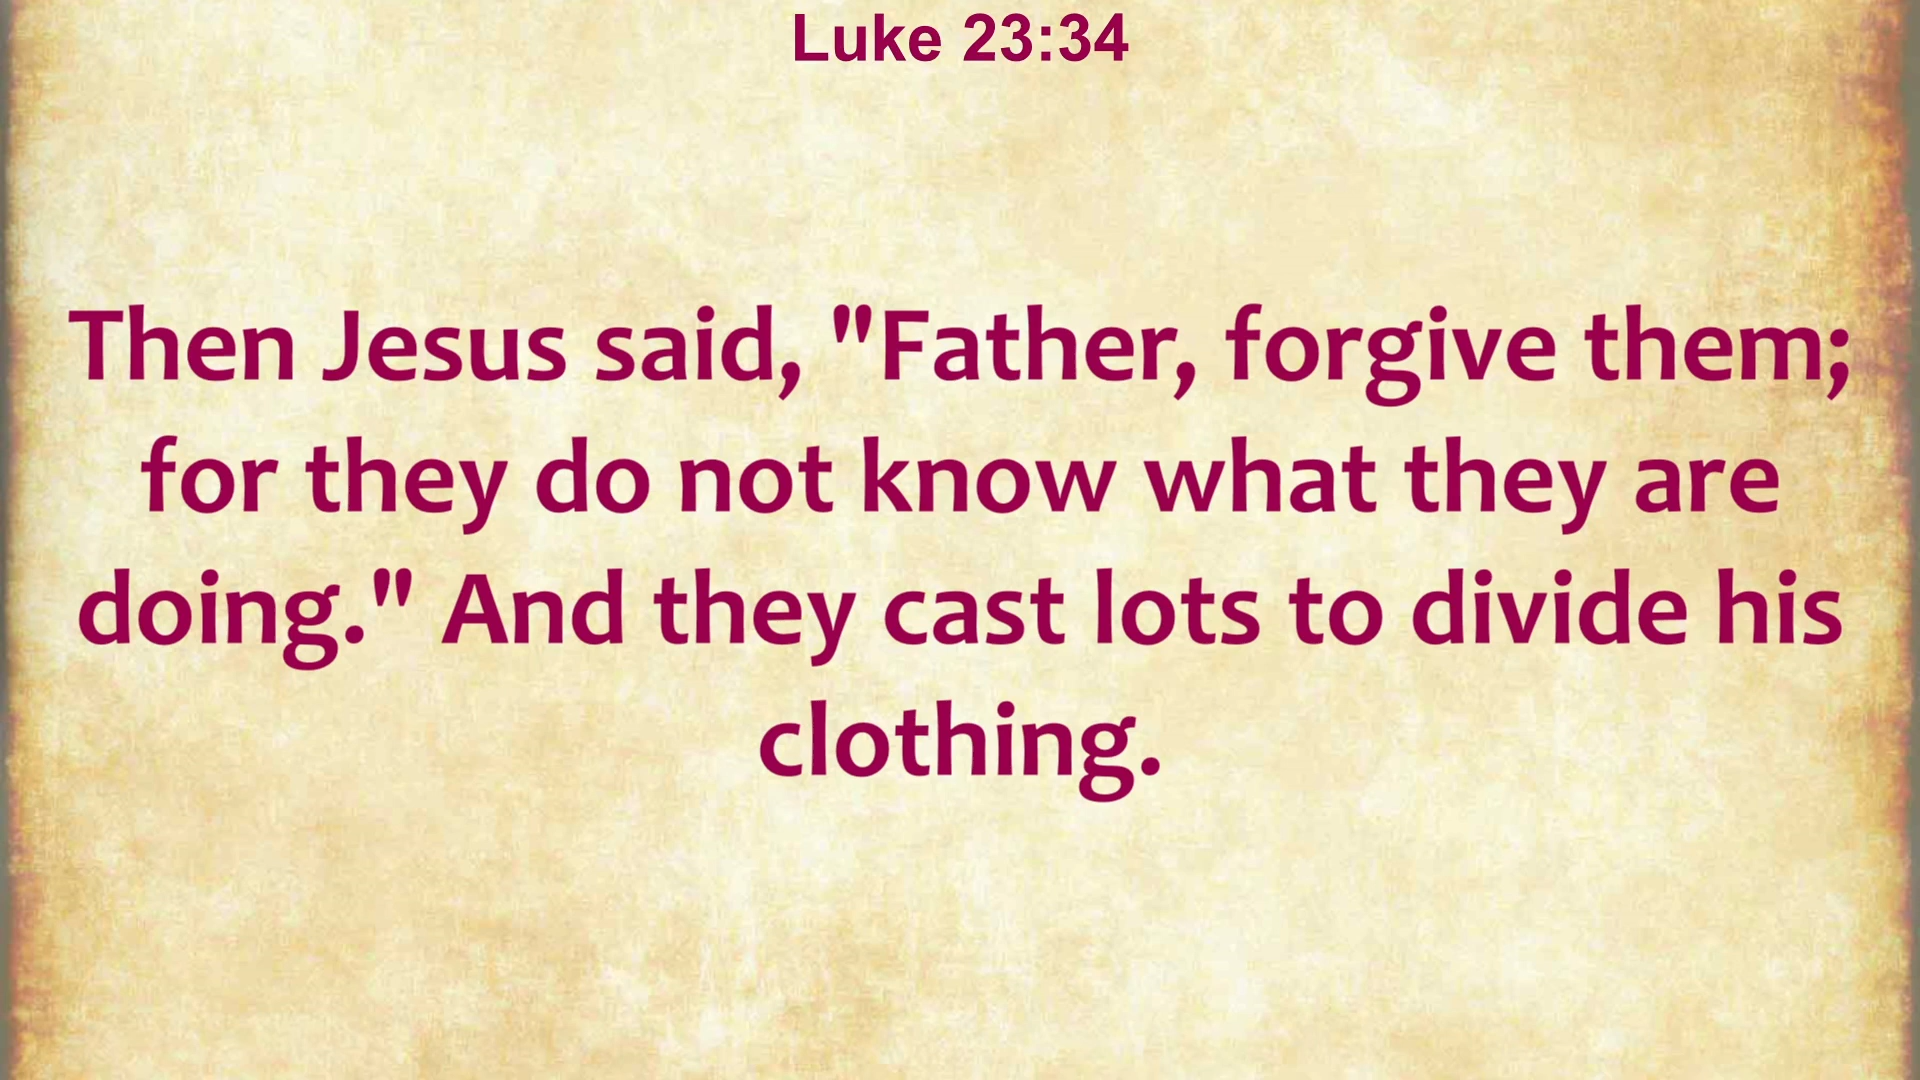 Luke 23:34
Then Jesus said, "Father, forgive them;
for they do not know what they are
doing." And they cast lots to divide his
clothing.